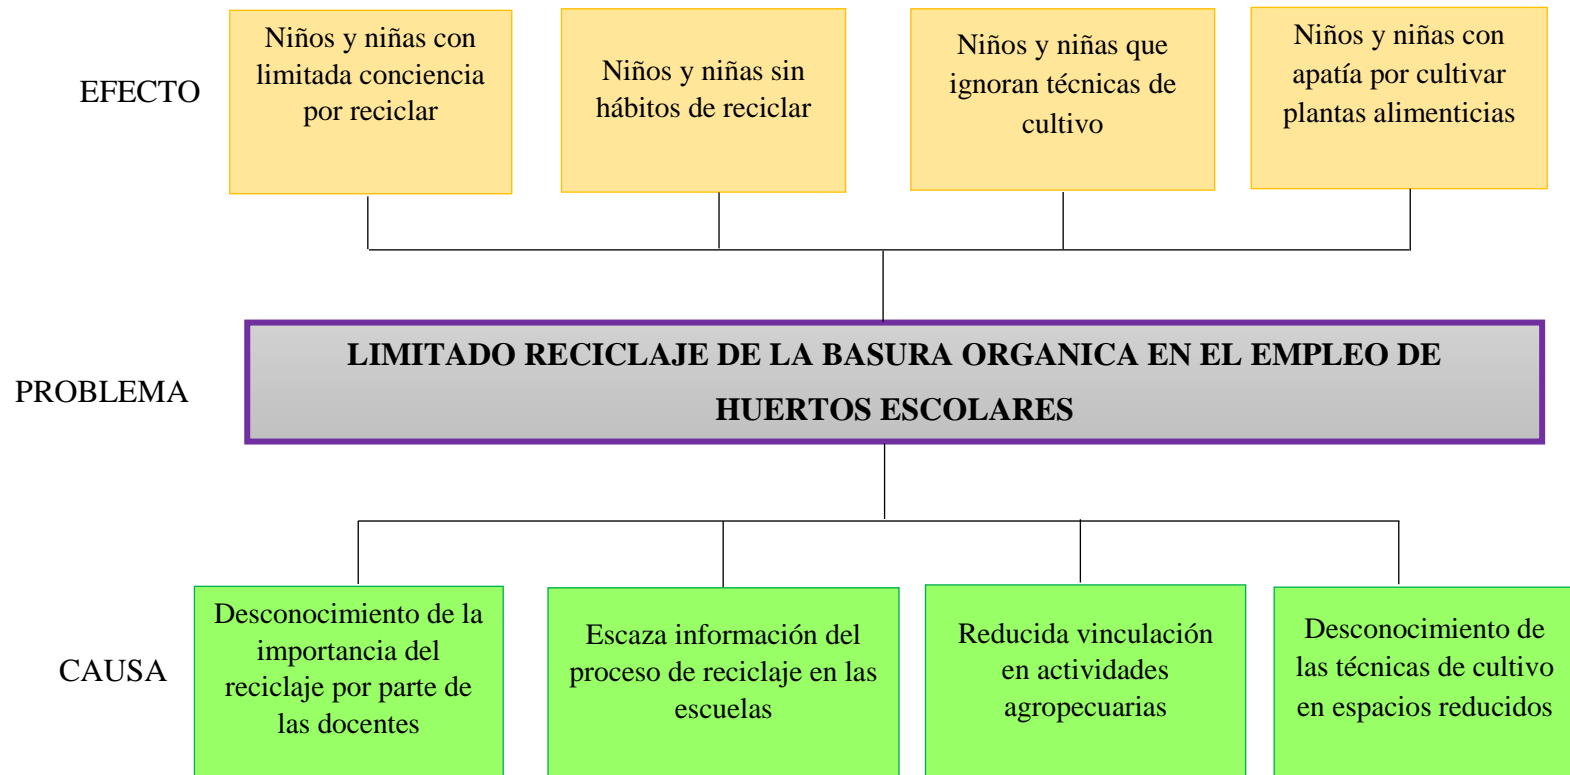 EFECTO
Niños y niñas con
limitada conciencia
por reciclar
Niños y niñas sin
hábitos de reciclar
Niños y niñas que
ignoran técnicas de
cultivo
Niños y niñas con
apatía por cultivar
plantas alimenticias
PROBLEMA
LIMITADO RECICLAJE DE LA BASURA ORGANICA EN EL EMPLEO DE
HUERTOS ESCOLARES
CAUSA
Desconocimiento de la
importancia del
reciclaje por parte de
las docentes
Escaza información del
proceso de reciclaje en las
escuelas
Reducida vinculación
en actividades
agropecuarias
Desconocimiento de
las técnicas de cultivo
en espacios reducidos